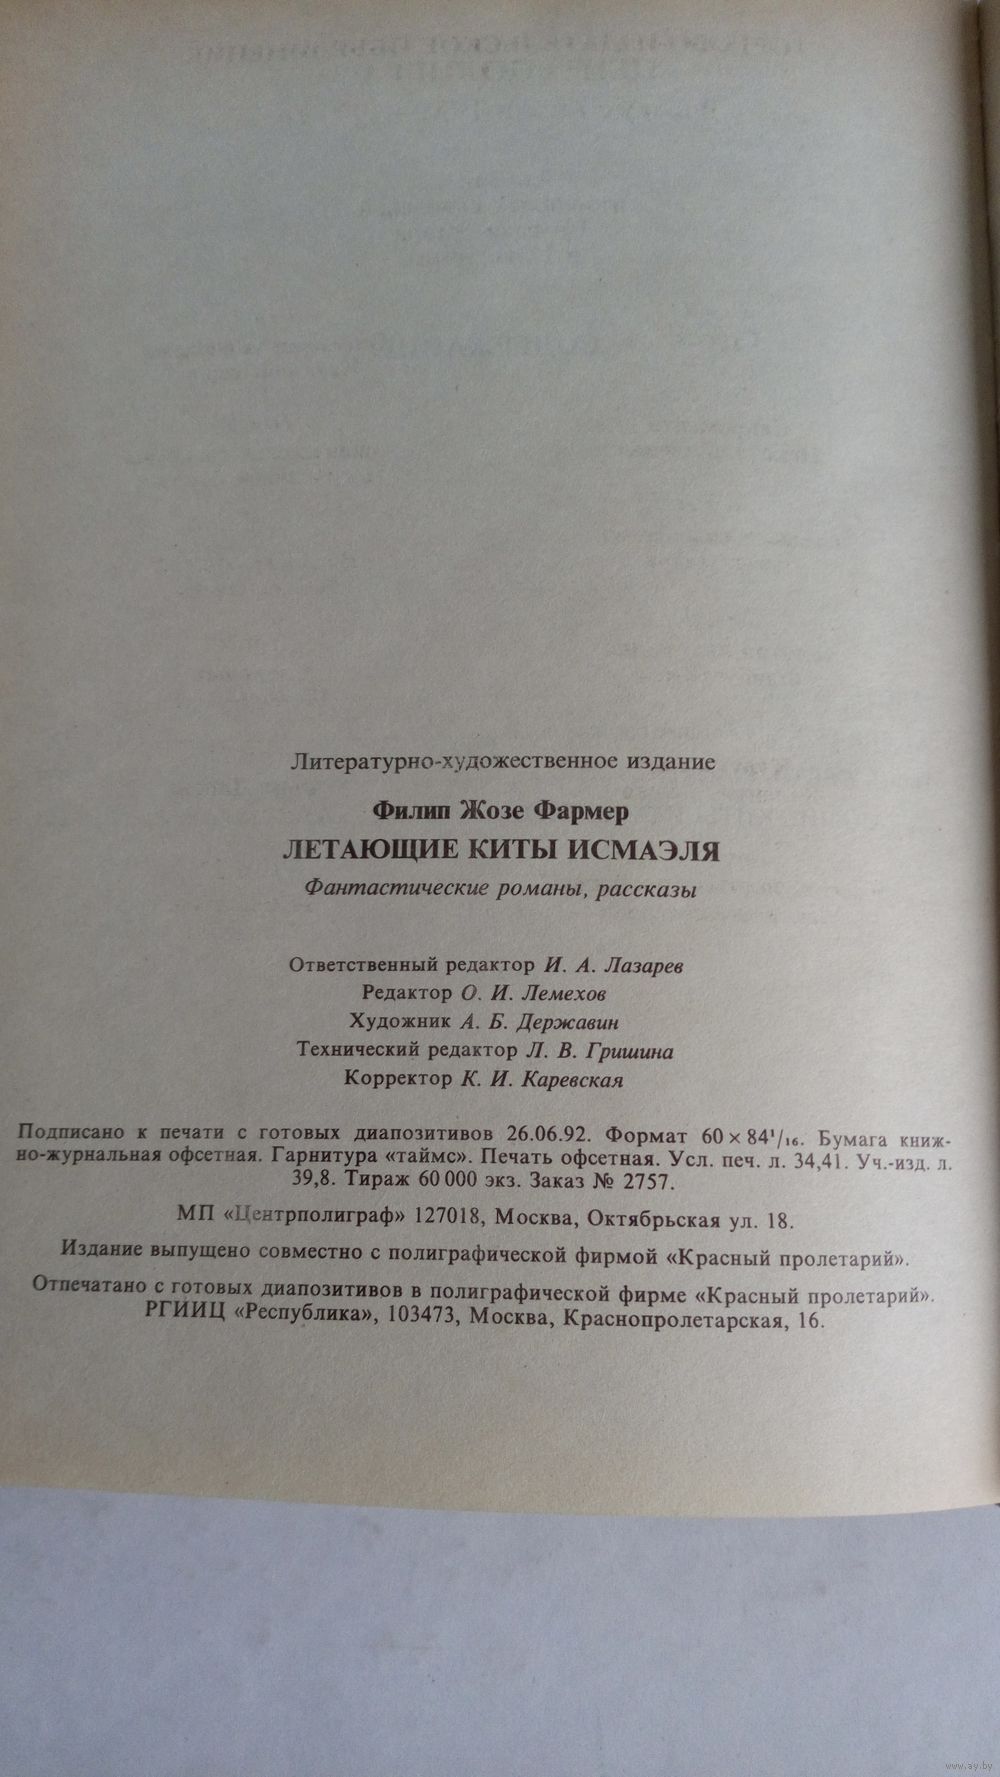 Литературно-художественное издание
Филип Жозе Фармер
ЛЕТАЮЩИЕ КИТЫ ИСМАЭЛЯ
Фантастические романы, рассказы
Ответственный редактор И. А. Лазарев
Редактор О. И. Лемехов
Художник А. Б. Державин
Технический редактор Л. В. Гришина
Корректор К. И. Каревская
Подписано к печати с готовых диапозитивов 26.06.92. Формат 60 × 84¹/₁₆. Бумага книж-
но-журнальная офсетная. Гарнитура «таймс». Печать офсетная. Усл. печ. л. 34,41. Уч.-изд. л.
39,8. Тираж 60 000 экз. Заказ № 2757.
МП «Центрполиграф» 127018, Москва, Октябрьская ул. 18.
Издание выпущено совместно с полиграфической фирмой «Красный пролетарий».
Отпечатано с готовых диапозитивов в полиграфической фирме «Красный пролетарий».
РГИИЦ «Республика», 103473, Москва, Краснопролетарская, 16.
www.ay.by